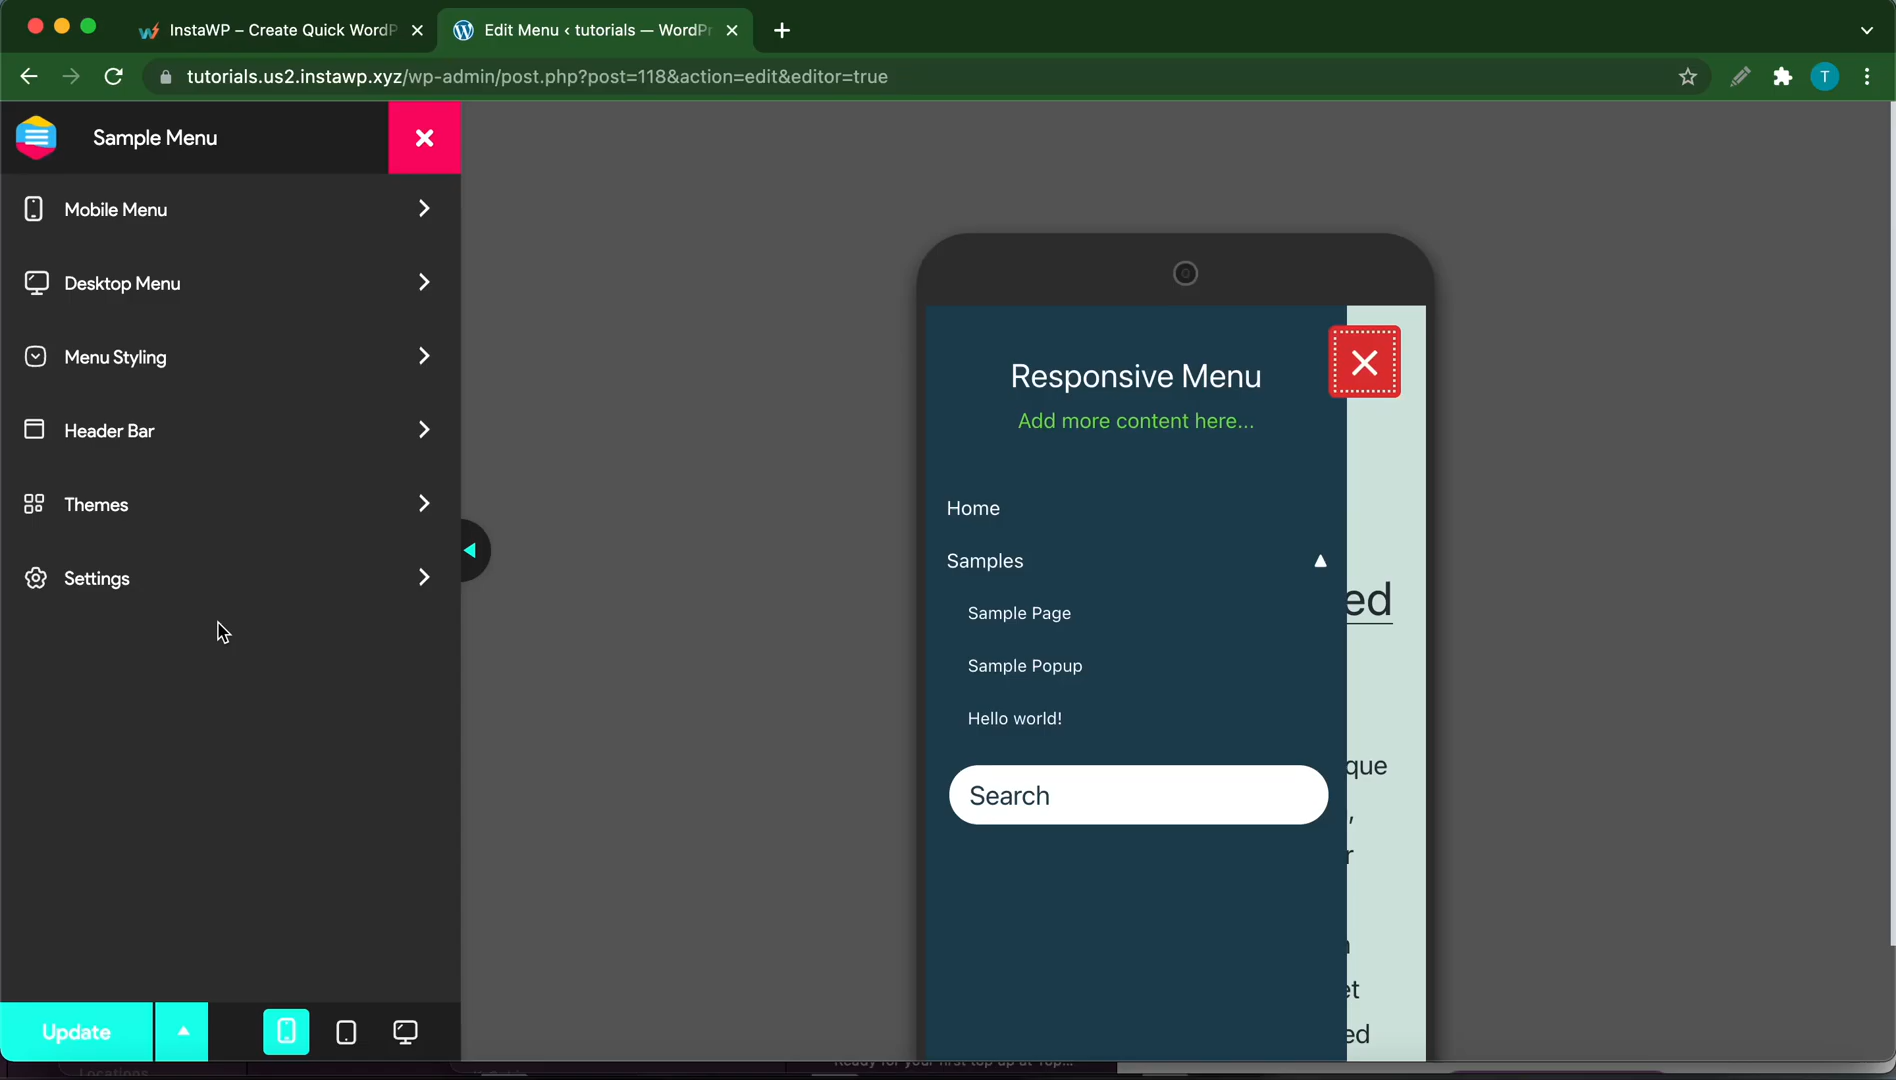 InstaWP – Create Quick WordP
Edit Menu ‹ tutorials — WordPr
tutorials.us2.instawp.xyz/wp-admin/post.php?post=118&action=edit&editor=true
T
Sample Menu
Mobile Menu
Desktop Menu
Menu Styling
Header Bar
Themes
Settings
Update
Responsive Menu
Add more content here...
Home
Samples
Sample Page
Sample Popup
Hello world!
Search
ed
que
,
r
et
ed
Locations